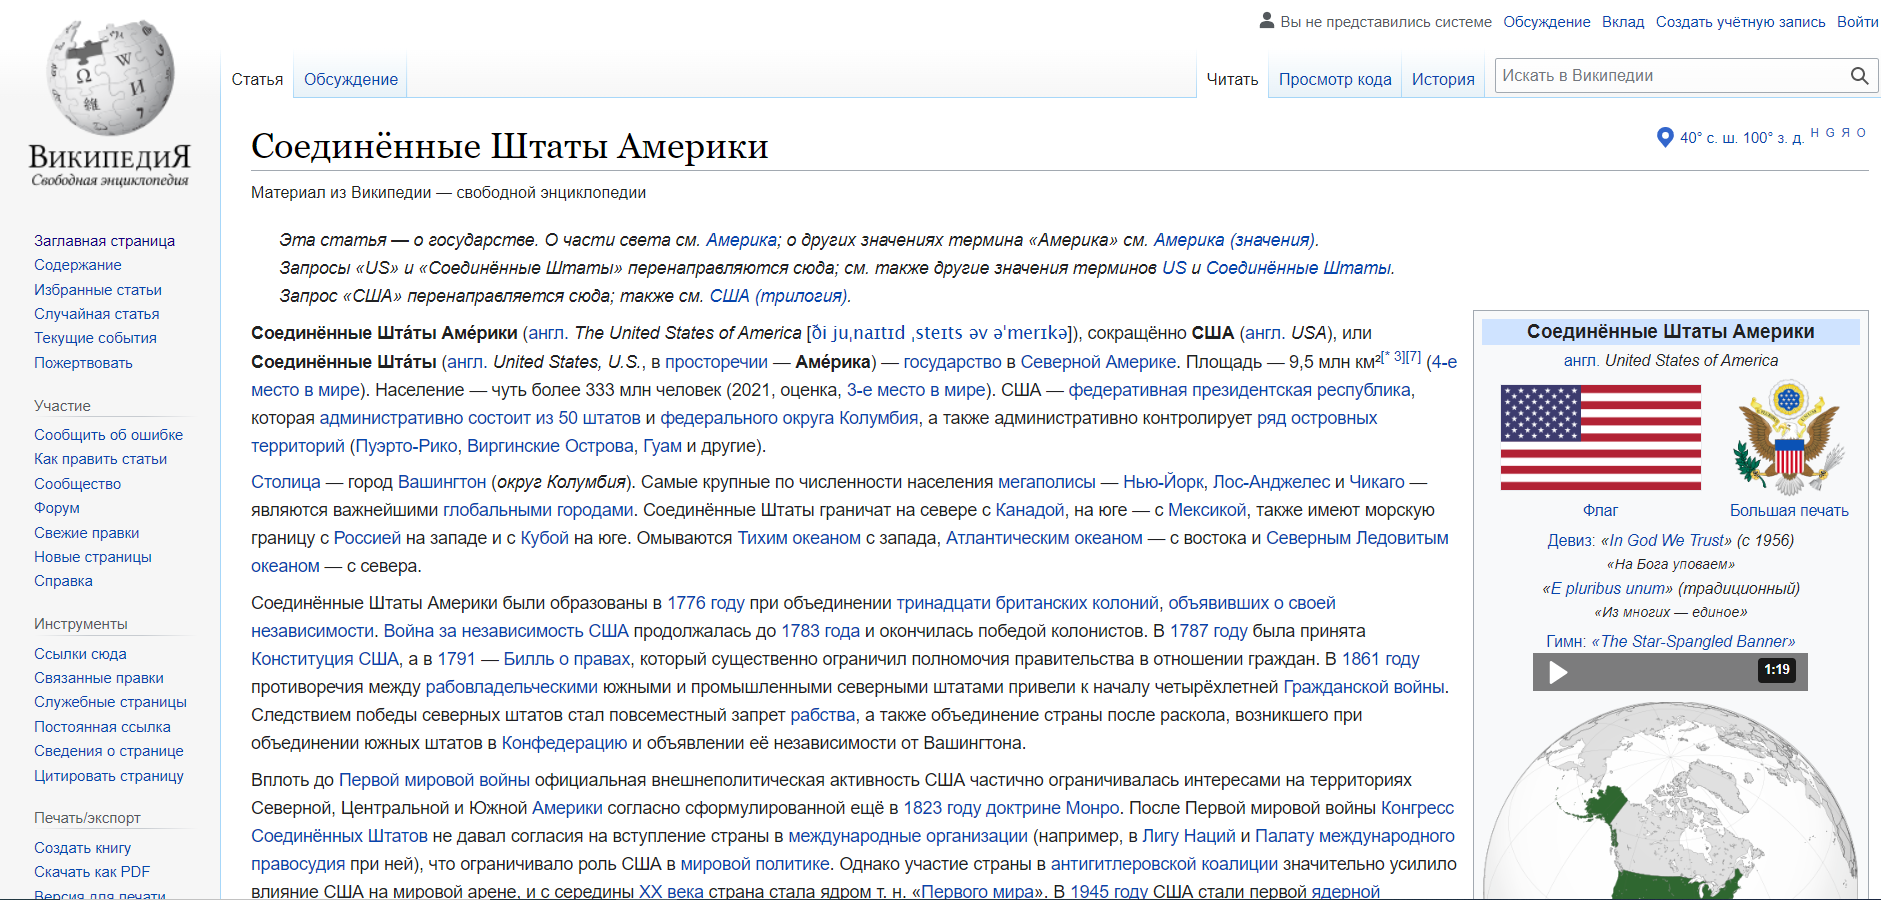 Вы не представились системе Обсуждение Вклад Создать учётную запись Войти
Статья Обсуждение Читать Просмотр кода История Искать в Википедии
ВикипедиЯ
Свободная энциклопедия
Заглавная страница
Содержание
Избранные статьи
Случайная статья
Текущие события
Пожертвовать
Участие
Сообщить об ошибке
Как править статьи
Сообщество
Форум
Свежие правки
Новые страницы
Справка
Инструменты
Ссылки сюда
Связанные правки
Служебные страницы
Постоянная ссылка
Сведения о странице
Цитировать страницу
Печать/экспорт
Создать книгу
Скачать как PDF
Версия для печати
Соединённые Штаты Америки
40° с. ш. 100° з. д. H G Я O
Материал из Википедии — свободной энциклопедии
Эта статья — о государстве. О части света см. Америка; о других значениях термина «Америка» см. Америка (значения).
Запросы «US» и «Соединённые Штаты» перенаправляются сюда; см. также другие значения терминов US и Соединённые Штаты.
Запрос «США» перенаправляется сюда; также см. США (трилогия).
Соединённые Шта́ты Аме́рики (англ. The United States of America [ði juˌnaɪtɪd ˌsteɪts əv əˈmerɪkə]), сокращённо США (англ. USA), или
Соединённые Шта́ты (англ. United States, U.S., в просторечии — Аме́рика) — государство в Северной Америке. Площадь — 9,5 млн км²[* 3][7] (4-е
место в мире). Население — чуть более 333 млн человек (2021, оценка, 3-е место в мире). США — федеративная президентская республика,
которая административно состоит из 50 штатов и федерального округа Колумбия, а также административно контролирует ряд островных
территорий (Пуэрто-Рико, Виргинские Острова, Гуам и другие).
Столица — город Вашингтон (округ Колумбия). Самые крупные по численности населения мегаполисы — Нью-Йорк, Лос-Анджелес и Чикаго —
являются важнейшими глобальными городами. Соединённые Штаты граничат на севере с Канадой, на юге — с Мексикой, также имеют морскую
границу с Россией на западе и с Кубой на юге. Омываются Тихим океаном с запада, Атлантическим океаном — с востока и Северным Ледовитым
океаном — с севера.
Соединённые Штаты Америки были образованы в 1776 году при объединении тринадцати британских колоний, объявивших о своей
независимости. Война за независимость США продолжалась до 1783 года и окончилась победой колонистов. В 1787 году была принята
Конституция США, а в 1791 — Билль о правах, который существенно ограничил полномочия правительства в отношении граждан. В 1861 году
противоречия между рабовладельческими южными и промышленными северными штатами привели к началу четырёхлетней Гражданской войны.
Следствием победы северных штатов стал повсеместный запрет рабства, а также объединение страны после раскола, возникшего при
объединении южных штатов в Конфедерацию и объявлении её независимости от Вашингтона.
Вплоть до Первой мировой войны официальная внешнеполитическая активность США частично ограничивалась интересами на территориях
Северной, Центральной и Южной Америки согласно сформулированной ещё в 1823 году доктрине Монро. После Первой мировой войны Конгресс
Соединённых Штатов не давал согласия на вступление страны в международные организации (например, в Лигу Наций и Палату международного
правосудия при ней), что ограничивало роль США в мировой политике. Однако участие страны в антигитлеровской коалиции значительно усилило
влияние США на мировой арене, и с середины XX века страна стала ядром т. н. «Первого мира». В 1945 году США стали первой ядерной
Соединённые Штаты Америки
англ. United States of America
Флаг Большая печать
Девиз: «In God We Trust» (с 1956)
«На Бога уповаем»
«E pluribus unum» (традиционный)
«Из многих — единое»
Гимн: «The Star-Spangled Banner»
1:19